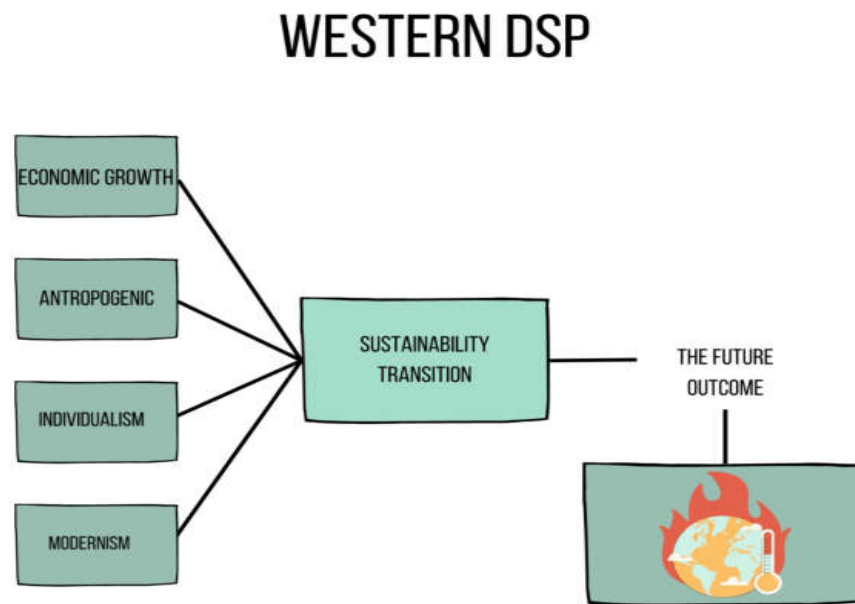 WESTERN DSP
ECONOMIC GROWTH
ANTROPOGENIC
INDIVIDUALISM
MODERNISM
SUSTAINABILITY
TRANSITION
THE FUTURE
OUTCOME